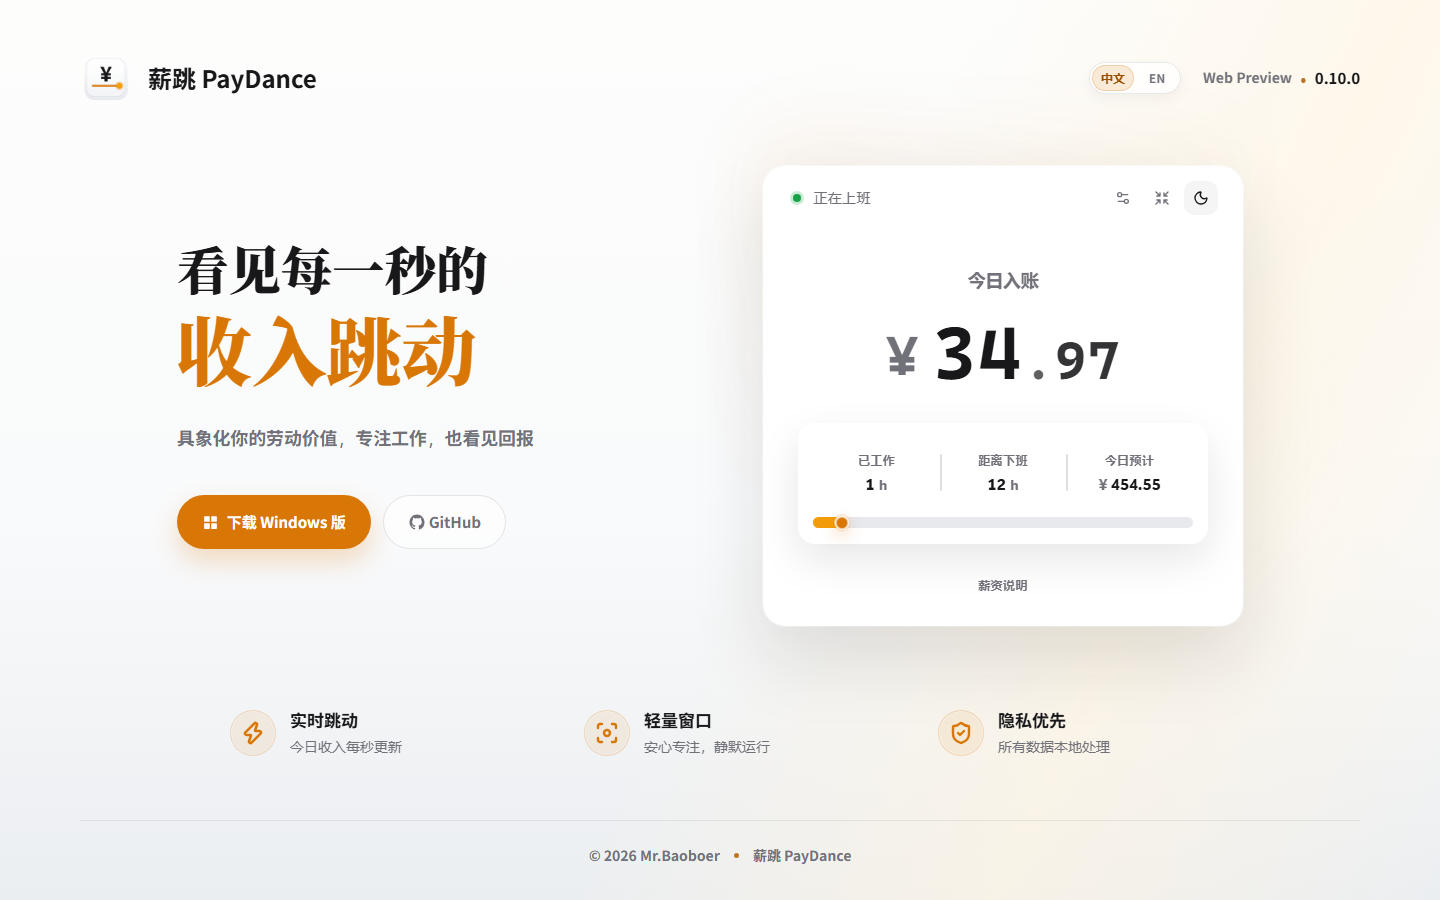 ¥
薪跳 PayDance
中文 EN
Web Preview • 0.10.0
看见每一秒的
收入跳动
具象化你的劳动价值，专注工作，也看见回报
下载 Windows 版
GitHub
正在上班
今日入账
¥ 34.97
已工作
1 h
距离下班
12 h
今日预计
¥ 454.55
薪资说明
实时跳动
今日收入每秒更新
轻量窗口
安心专注，静默运行
隐私优先
所有数据本地处理
© 2026 Mr.Baoboer • 薪跳 PayDance